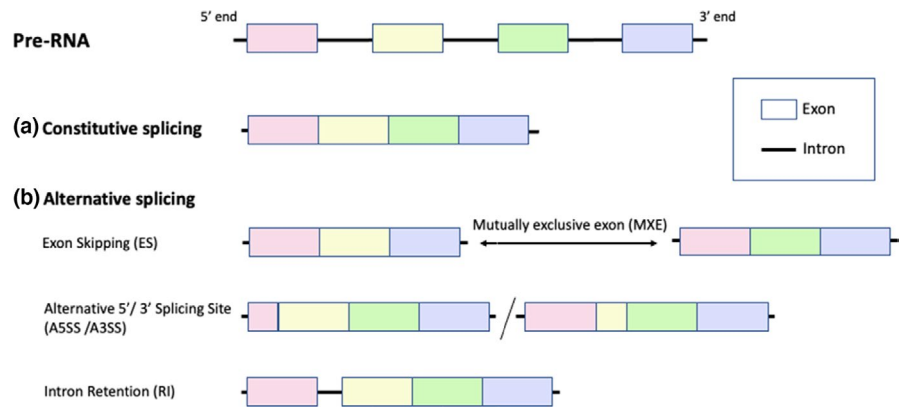 5’ end
3’ end
Pre-RNA
Exon
Intron
(a) Constitutive splicing
(b) Alternative splicing
Exon Skipping (ES)
Mutually exclusive exon (MXE)
Alternative 5’/ 3’ Splicing Site
(A5SS /A3SS)
Intron Retention (RI)